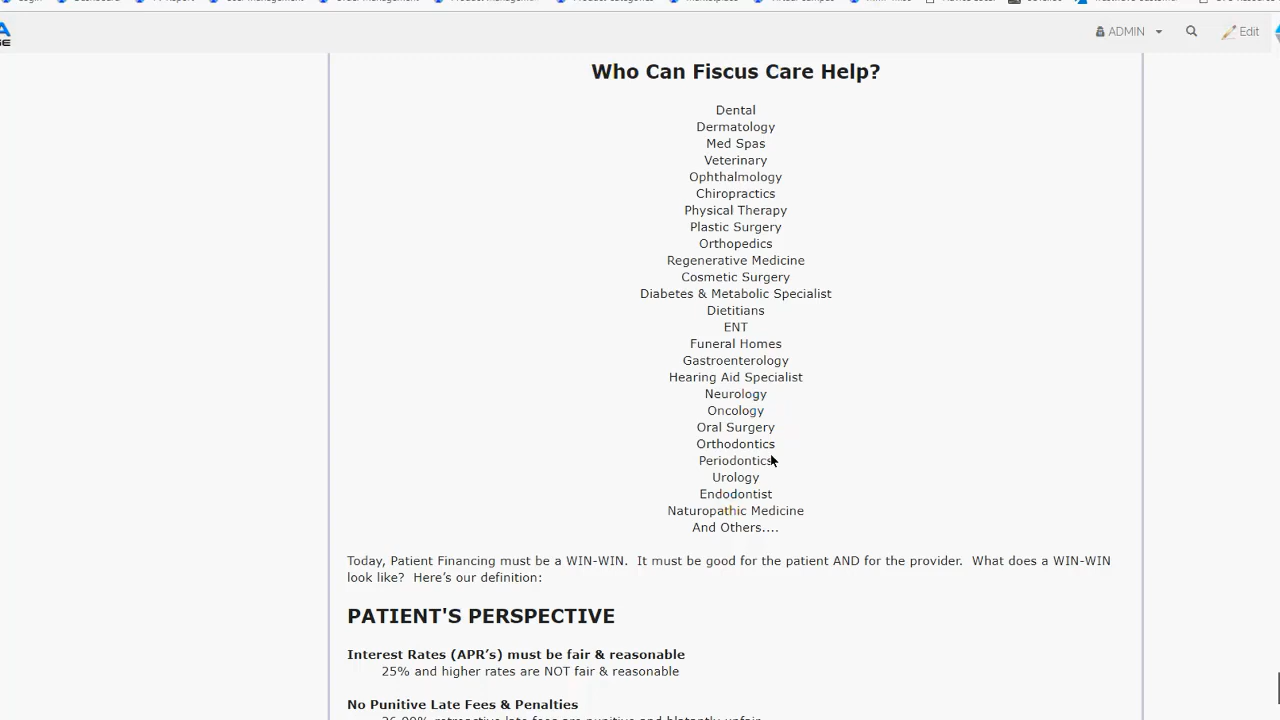 ADMIN
Edit
Who Can Fiscus Care Help?
Dental
Dermatology
Med Spas
Veterinary
Ophthalmology
Chiropractics
Physical Therapy
Plastic Surgery
Orthopedics
Regenerative Medicine
Cosmetic Surgery
Diabetes & Metabolic Specialist
Dietitians
ENT
Funeral Homes
Gastroenterology
Hearing Aid Specialist
Neurology
Oncology
Oral Surgery
Orthodontics
Periodontics
Urology
Endodontist
Naturopathic Medicine
And Others....
Today, Patient Financing must be a WIN-WIN.  It must be good for the patient AND for the provider.  What does a WIN-WIN
look like?  Here's our definition:
PATIENT'S PERSPECTIVE
Interest Rates (APR's) must be fair & reasonable
25% and higher rates are NOT fair & reasonable
No Punitive Late Fees & Penalties